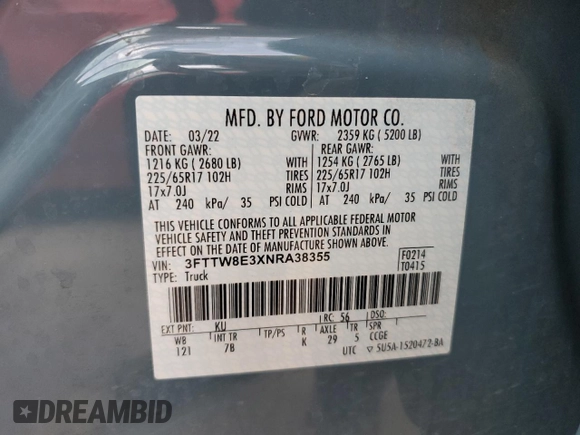 MFD. BY FORD MOTOR CO.
DATE: 03/22 GVWR: 2359 KG ( 5200 LB)
FRONT GAWR: REAR GAWR:
1216 KG ( 2680 LB) WITH 1254 KG ( 2765 LB) WITH
225/65R17 102H TIRES 225/65R17 102H TIRES
17x7.0J RIMS 17x7.0J RIMS
AT 240 kPa/ 35 PSI COLD AT 240 kPa/ 35 PSI COLD
THIS VEHICLE CONFORMS TO ALL APPLICABLE FEDERAL MOTOR
VEHICLE SAFETY AND THEFT PREVENTION STANDARDS IN EFFECT ON
THE DATE OF MANUFACTURE SHOWN ABOVE.
VIN: 3FTTW8E3XNRA38355 F0214
TYPE: Truck T0415
EXT PNT: KU RC: 56 DSO:
WB INT TR TP/PS R AXLE TR SPR
121 7B K 29 5 CCGE
UTC ▽ 5U5A-1520472-BA
DREAMBID